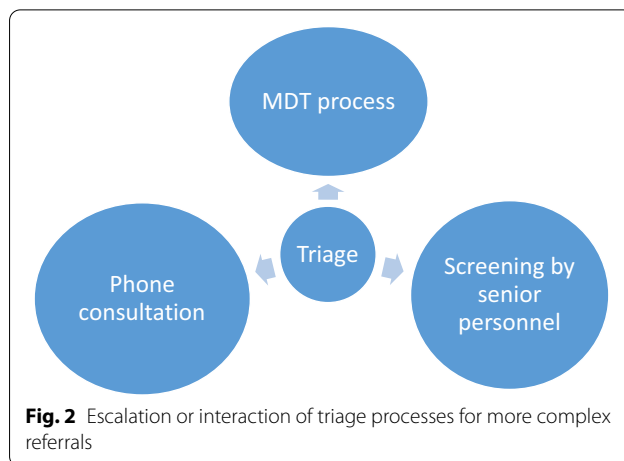 MDT process
Triage
Phone
consultation
Screening by
senior
personnel
Fig. 2 Escalation or interaction of triage processes for more complex
referrals